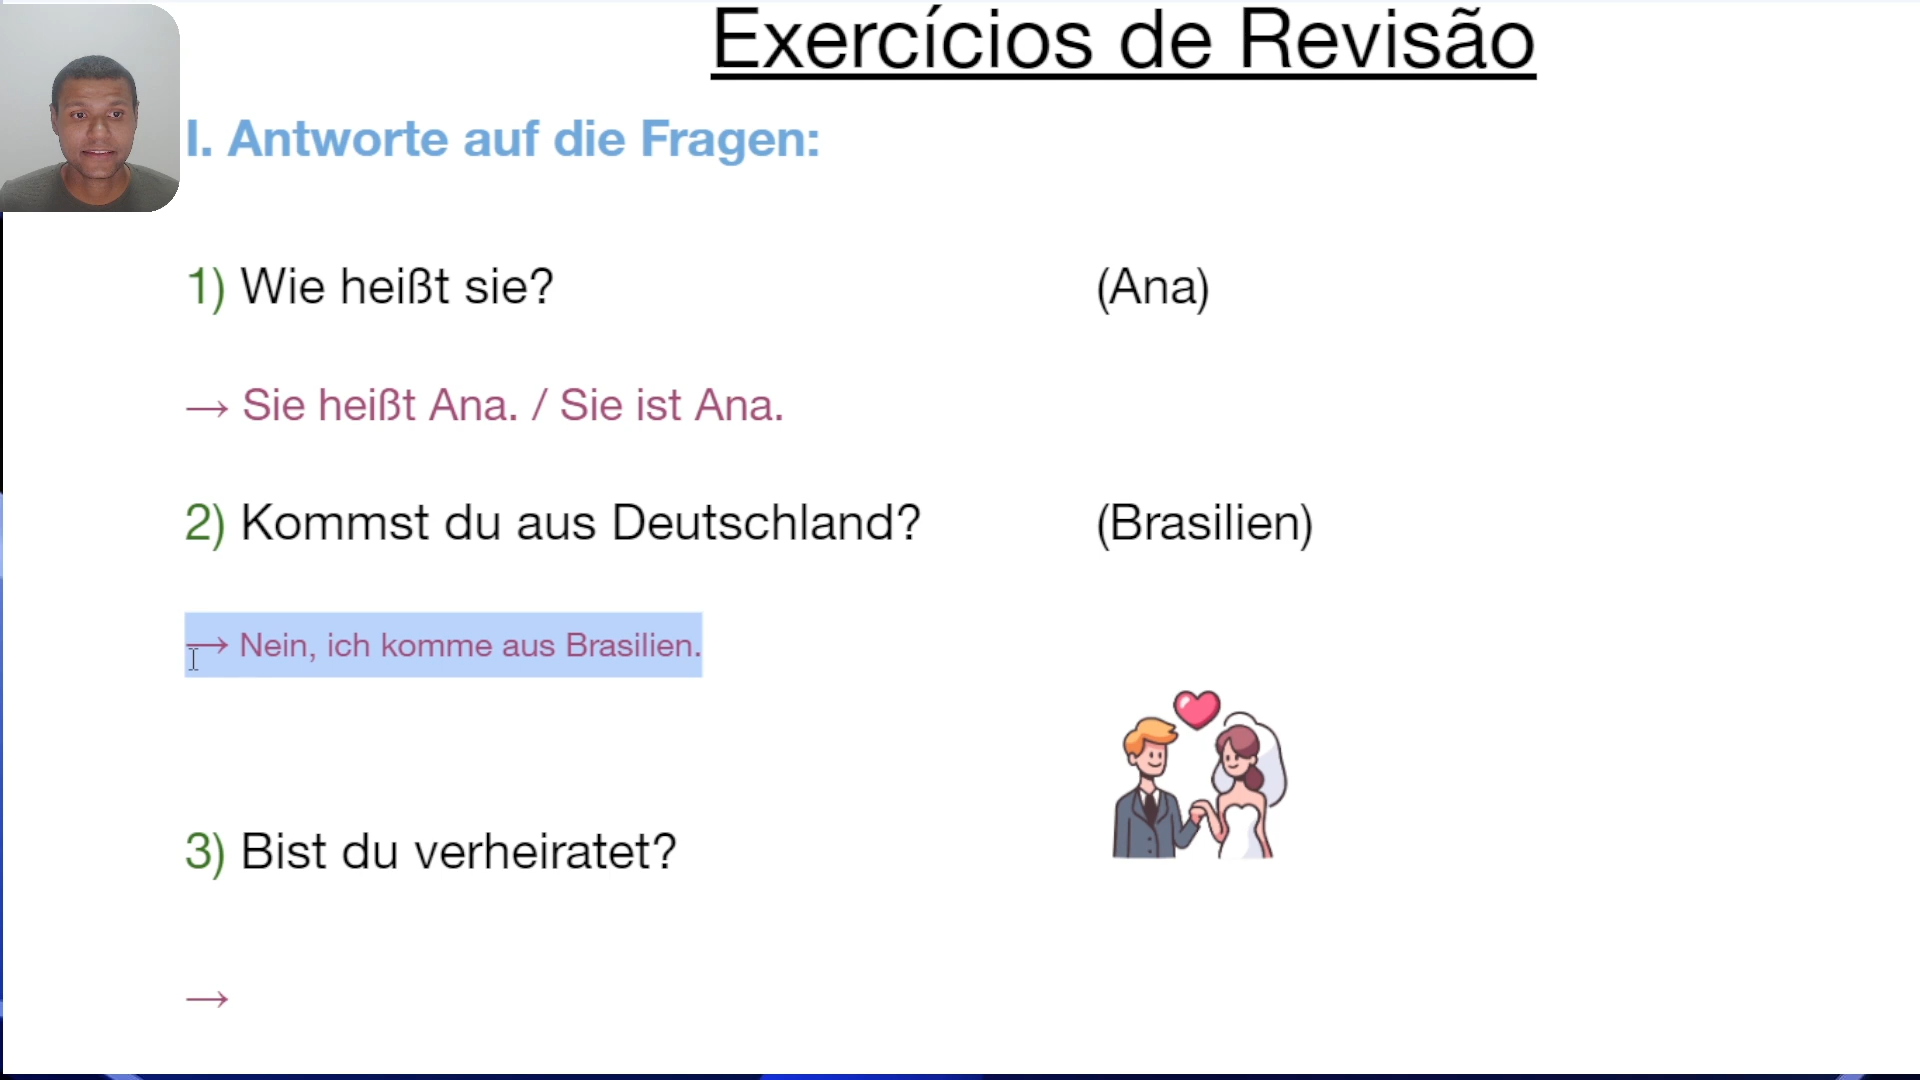 Exercícios de Revisão
I. Antworte auf die Fragen:
1) Wie heißt sie? (Ana)
→ Sie heißt Ana. / Sie ist Ana.
2) Kommst du aus Deutschland? (Brasilien)
→ Nein, ich komme aus Brasilien.
3) Bist du verheiratet?
→